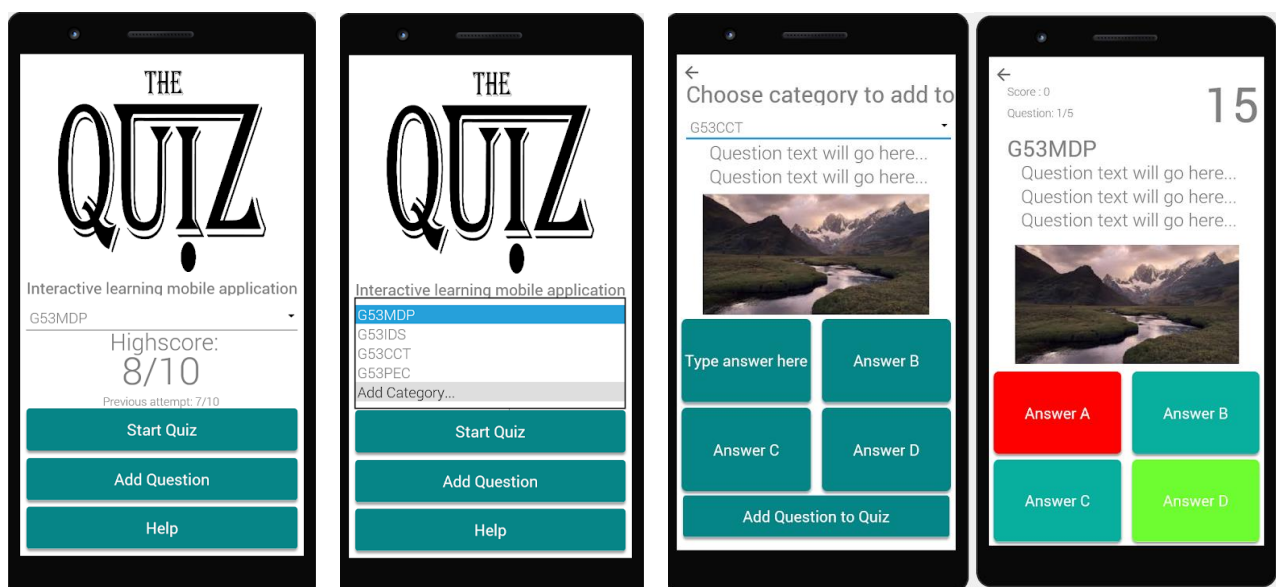 THE
QUIZ
Interactive learning mobile application
G53MDP
Highscore:
8/10
Previous attempt: 7/10
Start Quiz
Add Question
Help
THE
QUIZ
Interactive learning mobile application
G53MDP
G53IDS
G53CCT
G53PEC
Add Category...
Start Quiz
Add Question
Help
Choose category to add to
G53CCT
Question text will go here...
Question text will go here...
Type answer here
Answer B
Answer C
Answer D
Add Question to Quiz
Score : 0
15
Question: 1/5
G53MDP
Question text will go here...
Question text will go here...
Question text will go here...
Answer A
Answer B
Answer C
Answer D